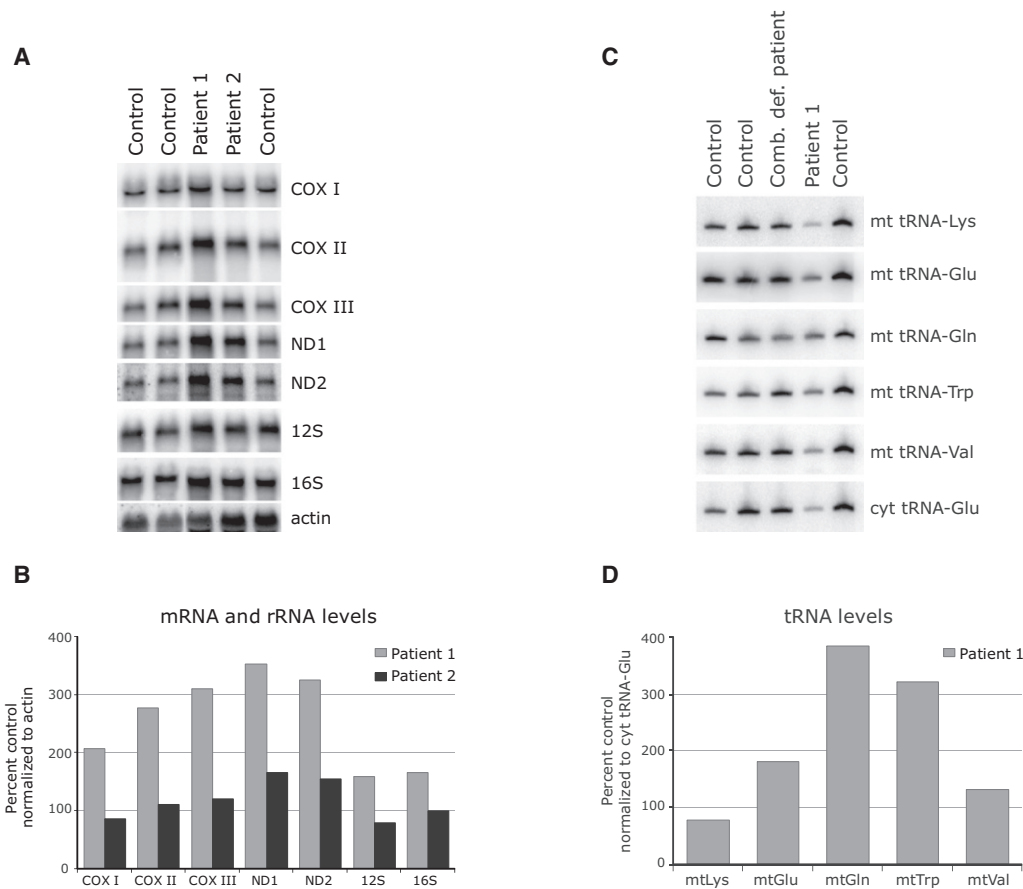 A
Control
Control
Patient 1
Patient 2
Control
COX I
COX II
COX III
ND1
ND2
12S
16S
actin
B
mRNA and rRNA levels
Percent control
normalized to actin
400
300
200
100
0
Patient 1
Patient 2
COX I COX II COX III ND1 ND2 12S 16S
C
Control
Control
Comb. def. patient
Patient 1
Control
mt tRNA-Lys
mt tRNA-Glu
mt tRNA-Gln
mt tRNA-Trp
mt tRNA-Val
cyt tRNA-Glu
D
tRNA levels
Percent control
normalized to cyt tRNA-Glu
400
300
200
100
0
Patient 1
mtLys mtGlu mtGln mtTrp mtVal